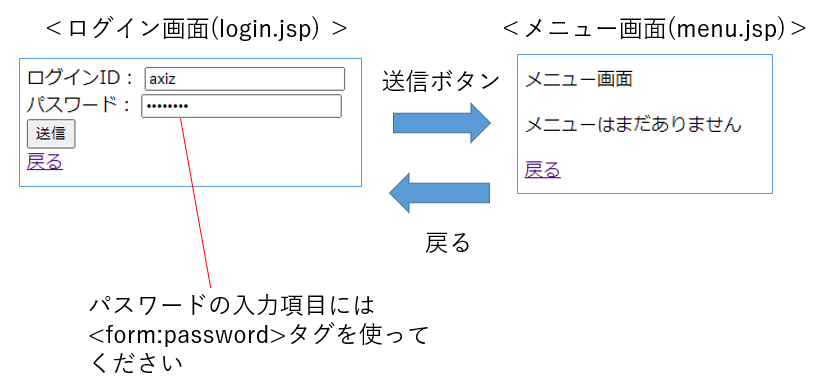 ＜ログイン画面(login.jsp) ＞
ログインID： axiz
パスワード： ••••••••
送信
戻る
送信ボタン
戻る
＜メニュー画面(menu.jsp)＞
メニュー画面
メニューはまだありません
戻る
パスワードの入力項目には
<form:password>タグを使って
ください